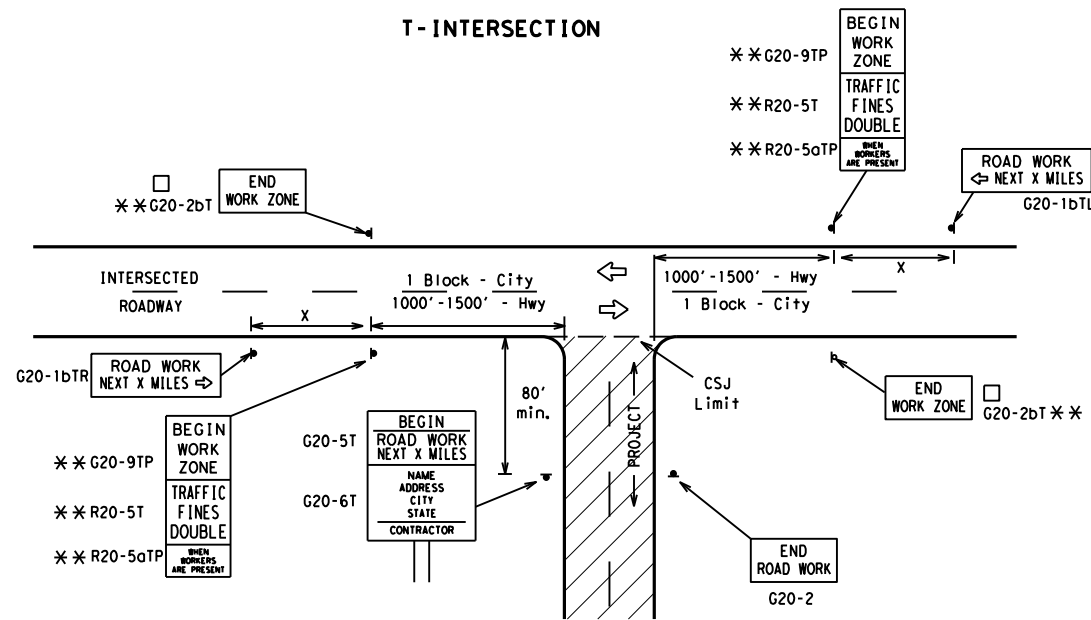 T-INTERSECTION
BEGIN
WORK
ZONE
✶✶G20-9TP
TRAFFIC
FINES
DOUBLE
✶✶R20-5T
WHEN
WORKERS
ARE PRESENT
✶✶R20-5aTP
ROAD WORK
⇦ NEXT X MILES
G20-1bTL
END
WORK ZONE
□
✶✶G20-2bT
INTERSECTED
ROADWAY
1 Block - City
1000'-1500' - Hwy
X
1000'-1500' - Hwy
1 Block - City
X
G20-1bTR
ROAD WORK
NEXT X MILES ⇨
80'
min.
PROJECT
CSJ
Limit
END
WORK ZONE
□
G20-2bT ✶✶
BEGIN
WORK
ZONE
✶✶G20-9TP
TRAFFIC
FINES
DOUBLE
✶✶R20-5T
WHEN
WORKERS
ARE PRESENT
✶✶R20-5aTP
G20-5T
BEGIN
ROAD WORK
NEXT X MILES
G20-6T
NAME
ADDRESS
CITY
STATE
CONTRACTOR
END
ROAD WORK
G20-2